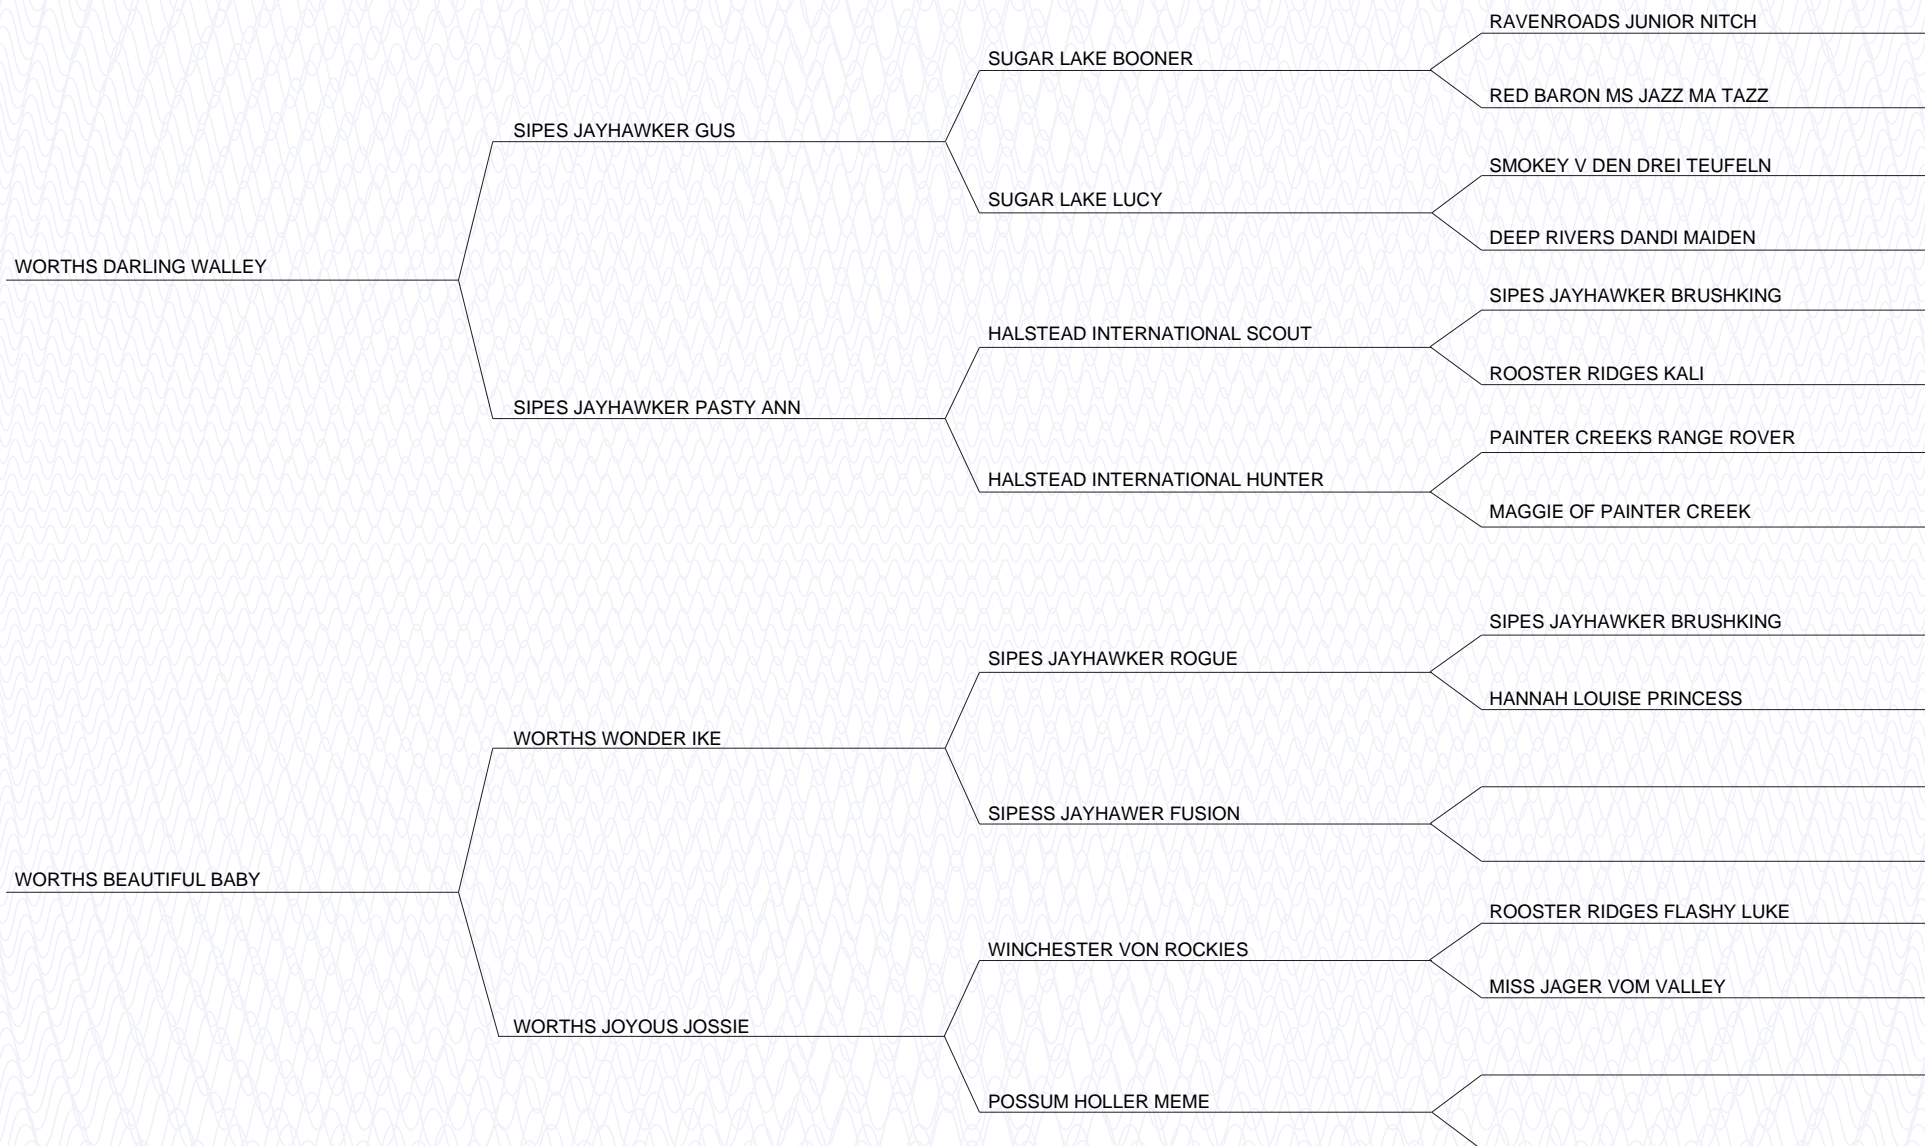 RAVENROADS JUNIOR NITCH
SUGAR LAKE BOONER
RED BARON MS JAZZ MA TAZZ
SIPES JAYHAWKER GUS
SMOKEY V DEN DREI TEUFELN
SUGAR LAKE LUCY
DEEP RIVERS DANDI MAIDEN
WORTHS DARLING WALLEY
SIPES JAYHAWKER BRUSHKING
HALSTEAD INTERNATIONAL SCOUT
ROOSTER RIDGES KALI
SIPES JAYHAWKER PASTY ANN
PAINTER CREEKS RANGE ROVER
HALSTEAD INTERNATIONAL HUNTER
MAGGIE OF PAINTER CREEK
SIPES JAYHAWKER BRUSHKING
SIPES JAYHAWKER ROGUE
HANNAH LOUISE PRINCESS
WORTHS WONDER IKE
SIPESS JAYHAWER FUSION
WORTHS BEAUTIFUL BABY
ROOSTER RIDGES FLASHY LUKE
WINCHESTER VON ROCKIES
MISS JAGER VOM VALLEY
WORTHS JOYOUS JOSSIE
POSSUM HOLLER MEME